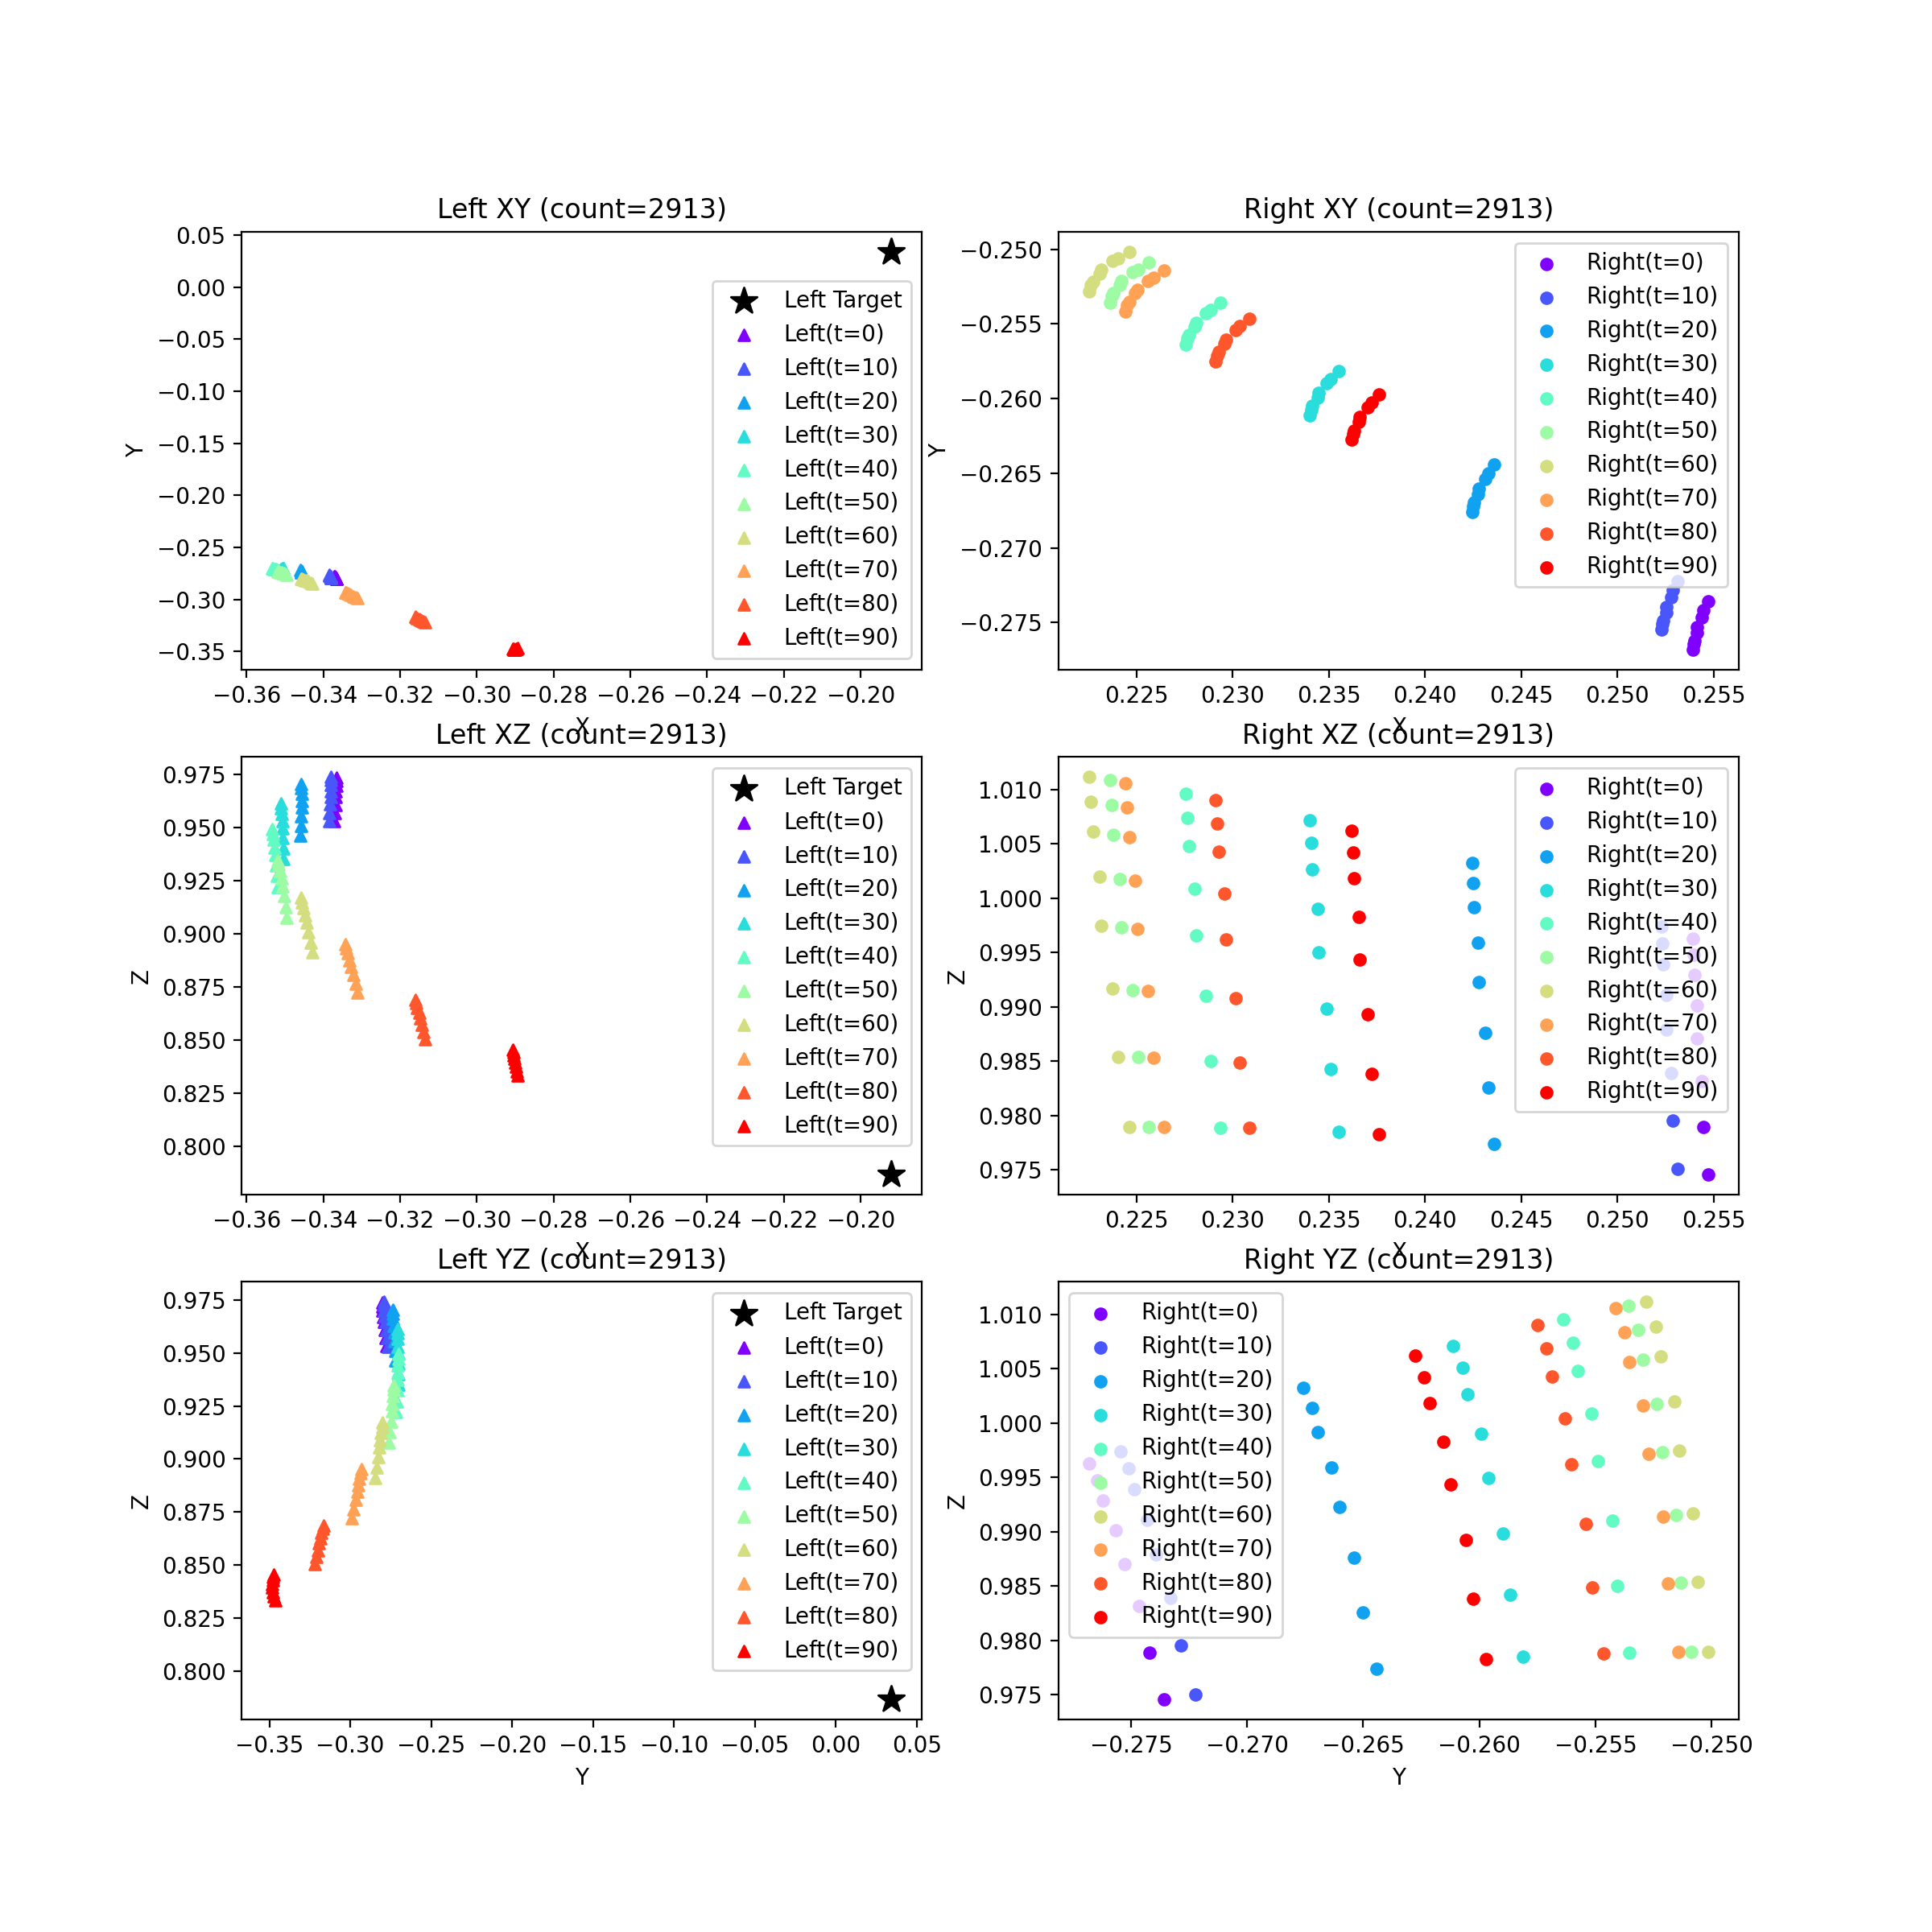 Left XY (count=2913)
0.05
0.00
−0.05
−0.10
−0.15
−0.20
−0.25
−0.30
−0.35
Y
−0.36 −0.34 −0.32 −0.30 −0.28 −0.26 −0.24 −0.22 −0.20
X
Left Target
Left(t=0)
Left(t=10)
Left(t=20)
Left(t=30)
Left(t=40)
Left(t=50)
Left(t=60)
Left(t=70)
Left(t=80)
Left(t=90)
Right XY (count=2913)
−0.250
−0.255
−0.260
−0.265
−0.270
−0.275
Y
0.225 0.230 0.235 0.240 0.245 0.250 0.255
X
Right(t=0)
Right(t=10)
Right(t=20)
Right(t=30)
Right(t=40)
Right(t=50)
Right(t=60)
Right(t=70)
Right(t=80)
Right(t=90)
Left XZ (count=2913)
0.975
0.950
0.925
0.900
0.875
0.850
0.825
0.800
Z
−0.36 −0.34 −0.32 −0.30 −0.28 −0.26 −0.24 −0.22 −0.20
X
Left Target
Left(t=0)
Left(t=10)
Left(t=20)
Left(t=30)
Left(t=40)
Left(t=50)
Left(t=60)
Left(t=70)
Left(t=80)
Left(t=90)
Right XZ (count=2913)
1.010
1.005
1.000
0.995
0.990
0.985
0.980
0.975
Z
0.225 0.230 0.235 0.240 0.245 0.250 0.255
X
Right(t=0)
Right(t=10)
Right(t=20)
Right(t=30)
Right(t=40)
Right(t=50)
Right(t=60)
Right(t=70)
Right(t=80)
Right(t=90)
Left YZ (count=2913)
0.975
0.950
0.925
0.900
0.875
0.850
0.825
0.800
Z
−0.35 −0.30 −0.25 −0.20 −0.15 −0.10 −0.05 0.00 0.05
Y
Left Target
Left(t=0)
Left(t=10)
Left(t=20)
Left(t=30)
Left(t=40)
Left(t=50)
Left(t=60)
Left(t=70)
Left(t=80)
Left(t=90)
Right YZ (count=2913)
1.010
1.005
1.000
0.995
0.990
0.985
0.980
0.975
Z
−0.275 −0.270 −0.265 −0.260 −0.255 −0.250
Y
Right(t=0)
Right(t=10)
Right(t=20)
Right(t=30)
Right(t=40)
Right(t=50)
Right(t=60)
Right(t=70)
Right(t=80)
Right(t=90)